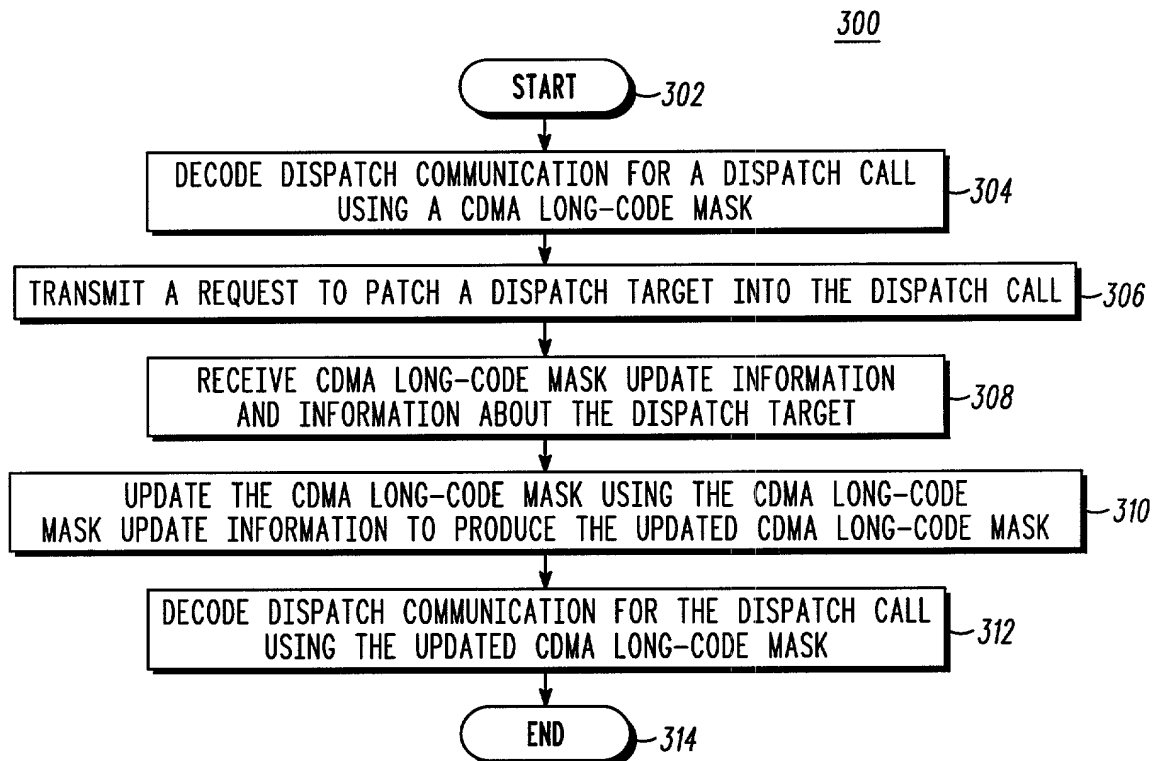 300
START
302
DECODE DISPATCH COMMUNICATION FOR A DISPATCH CALL
USING A CDMA LONG-CODE MASK
304
TRANSMIT A REQUEST TO PATCH A DISPATCH TARGET INTO THE DISPATCH CALL
306
RECEIVE CDMA LONG-CODE MASK UPDATE INFORMATION
AND INFORMATION ABOUT THE DISPATCH TARGET
308
UPDATE THE CDMA LONG-CODE MASK USING THE CDMA LONG-CODE
MASK UPDATE INFORMATION TO PRODUCE THE UPDATED CDMA LONG-CODE MASK
310
DECODE DISPATCH COMMUNICATION FOR THE DISPATCH CALL
USING THE UPDATED CDMA LONG-CODE MASK
312
END
314